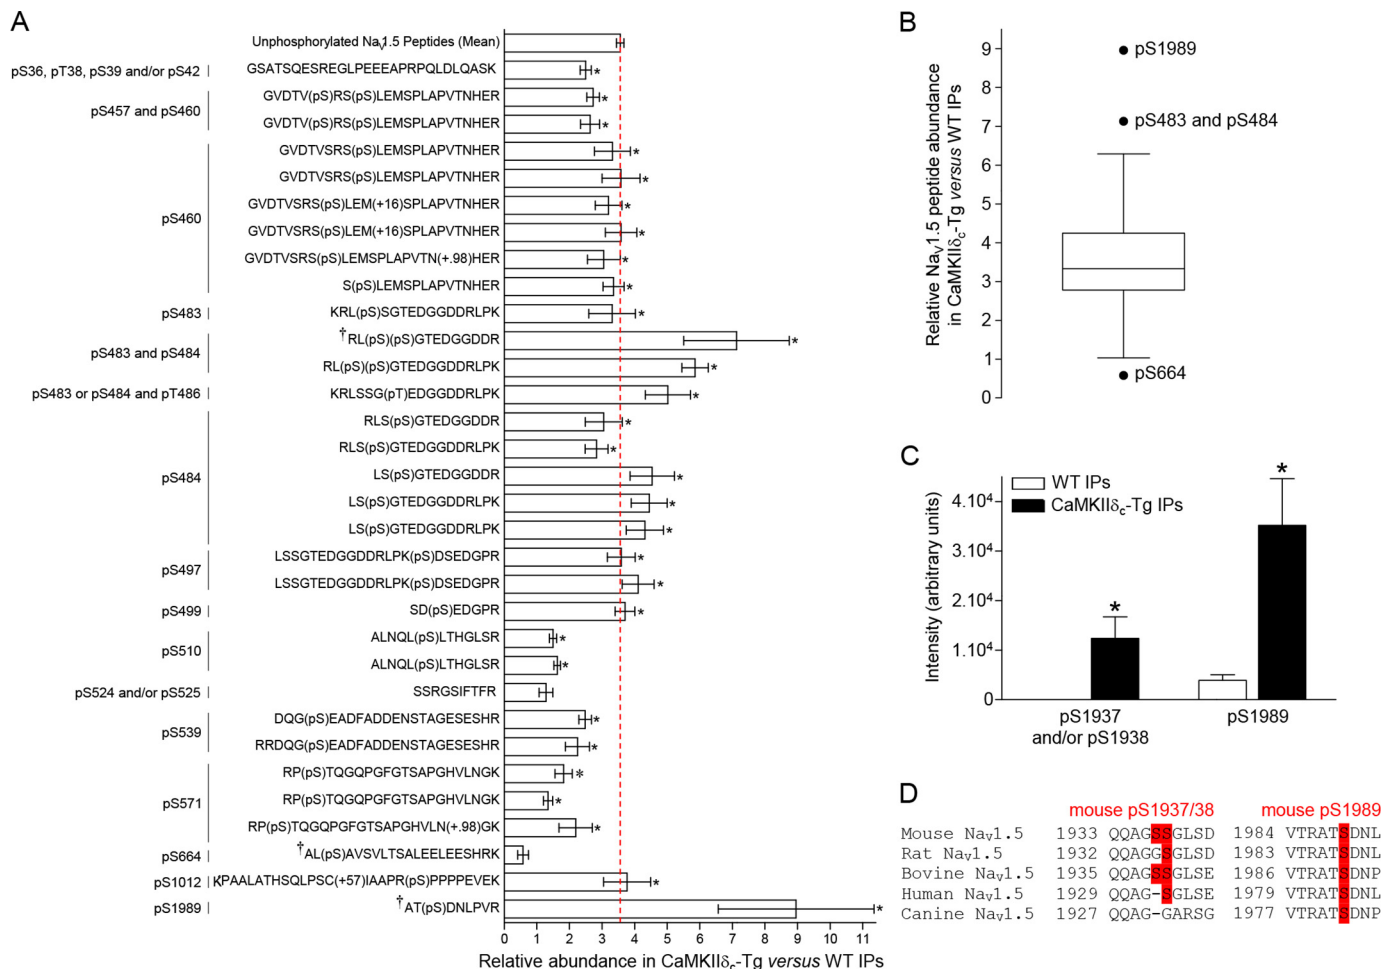 A
Unphosphorylated NaV1.5 Peptides (Mean)
pS36, pT38, pS39 and/or pS42 GSATSQESREGLPEEEAPRPQLDLQASK *
pS457 and pS460 GVDTV(pS)RS(pS)LEMSPLAPVTNHER *
GVDTV(pS)RS(pS)LEMSPLAPVTNHER *
pS460 GVDTVSRS(pS)LEMSPLAPVTNHER *
GVDTVSRS(pS)LEMSPLAPVTNHER *
GVDTVSRS(pS)LEM(+16)SPLAPVTNHER *
GVDTVSRS(pS)LEM(+16)SPLAPVTNHER *
GVDTVSRS(pS)LEMSPLAPVTN(+.98)HER *
S(pS)LEMSPLAPVTNHER *
pS483 KRL(pS)SGTEDGGDDRLPK *
pS483 and pS484 †RL(pS)(pS)GTEDGGDDR *
RL(pS)(pS)GTEDGGDDRLPK *
pS483 or pS484 and pT486 KRLSSG(pT)EDGGDDRLPK *
pS484 RLS(pS)GTEDGGDDR *
RLS(pS)GTEDGGDDRLPK *
LS(pS)GTEDGGDDR *
LS(pS)GTEDGGDDRLPK *
LS(pS)GTEDGGDDRLPK *
pS497 LSSGTEDGGDDRLPK(pS)DSEDGPR *
LSSGTEDGGDDRLPK(pS)DSEDGPR *
pS499 SD(pS)EDGPR *
pS510 ALNQL(pS)LTHGLSR *
ALNQL(pS)LTHGLSR *
pS524 and/or pS525 SSRGSIFTFR
pS539 DQG(pS)EADFADDENSTAGESESHR *
RRDQG(pS)EADFADDENSTAGESESHR *
pS571 RP(pS)TQGQPGFGTSAPGHVLNGK *
RP(pS)TQGQPGFGTSAPGHVLNGK *
RP(pS)TQGQPGFGTSAPGHVLN(+.98)GK *
pS664 †AL(pS)AVSVLTSALEELEESHRK
pS1012 KPAALATHSQLPSC(+57)IAAPR(pS)PPPPEVEK *
pS1989 †AT(pS)DNLPVR *
0 1 2 3 4 5 6 7 8 9 10 11
Relative abundance in CaMKIIδc-Tg versus WT IPs
B
Relative NaV1.5 peptide abundance
in CaMKIIδc-Tg versus WT IPs
9
8
7
6
5
4
3
2
1
0
pS1989
pS483 and pS484
pS664
C
Intensity (arbitrary units)
4.10⁴
3.10⁴
2.10⁴
1.10⁴
0
WT IPs
CaMKIIδc-Tg IPs
*
*
pS1937
and/or pS1938
pS1989
D
mouse pS1937/38 mouse pS1989
Mouse NaV1.5 1933 QQAGSSGLSD 1984 VTRATSDNL
Rat NaV1.5 1932 QQAGGSGLSD 1983 VTRATSDNL
Bovine NaV1.5 1935 QQAGSSGLSE 1986 VTRATSDNP
Human NaV1.5 1929 QQAG-SGLSE 1979 VTRATSDNL
Canine NaV1.5 1927 QQAG-GARSG 1977 VTRATSDNP